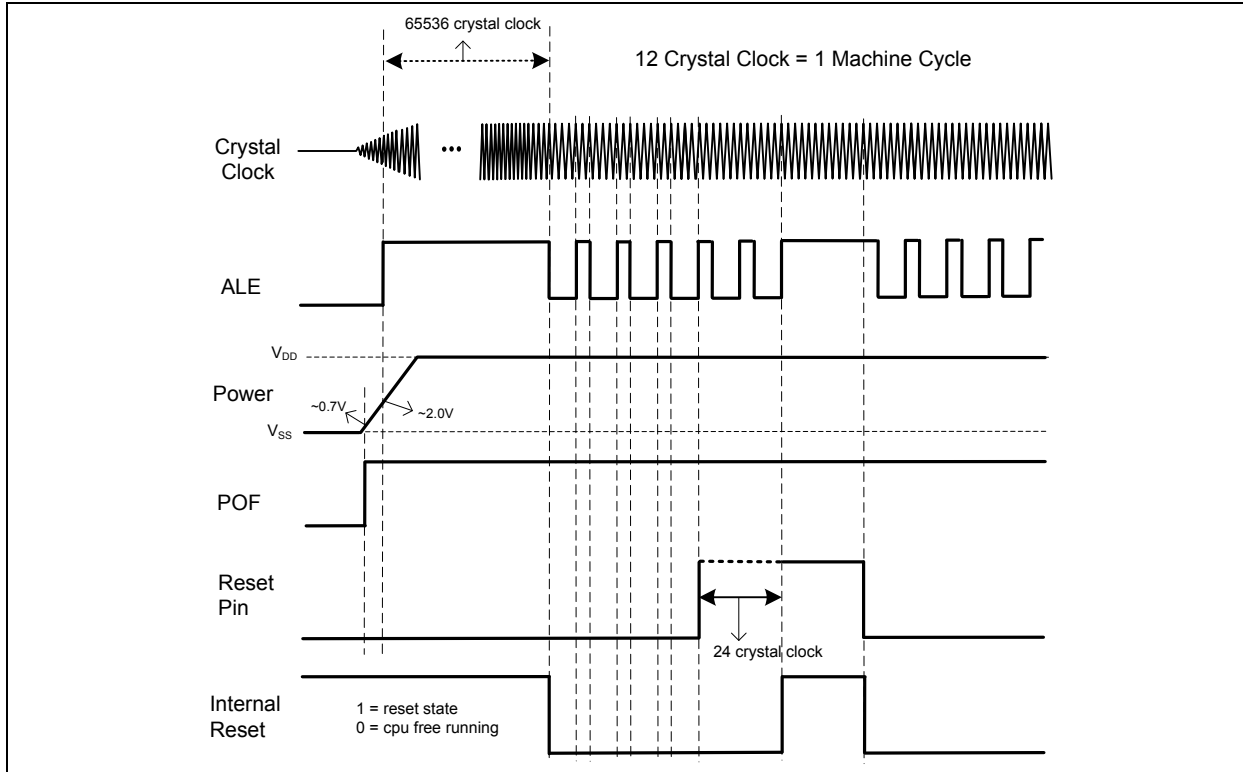 65536 crystal clock
12 Crystal Clock = 1 Machine Cycle
Crystal
Clock
ALE
VDD
Power
~0.7V
~2.0V
VSS
POF
Reset
Pin
24 crystal clock
Internal
Reset
1 = reset state
0 = cpu free running